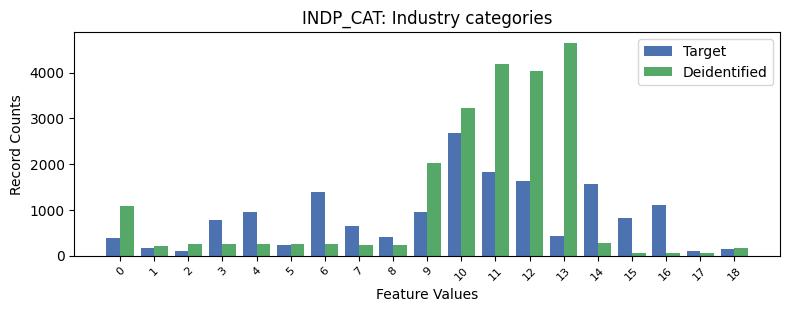 INDP_CAT: Industry categories
Target
Deidentified
Record Counts
4000
3000
2000
1000
0
0 1 2 3 4 5 6 7 8 9 10 11 12 13 14 15 16 17 18
Feature Values